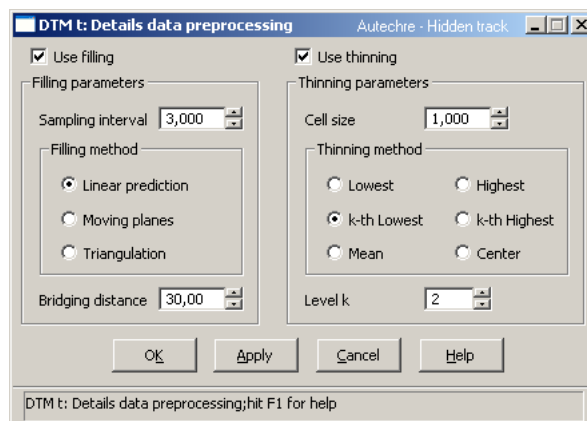 DTM t: Details data preprocessing Autechre - Hidden track
Use filling
Use thinning
Filling parameters
Thinning parameters
Sampling interval 3,000
Cell size 1,000
Filling method
Thinning method
Linear prediction
Lowest Highest
Moving planes
k-th Lowest k-th Highest
Triangulation
Mean Center
Bridging distance 30,00
Level k 2
OK Apply Cancel Help
DTM t: Details data preprocessing;hit F1 for help